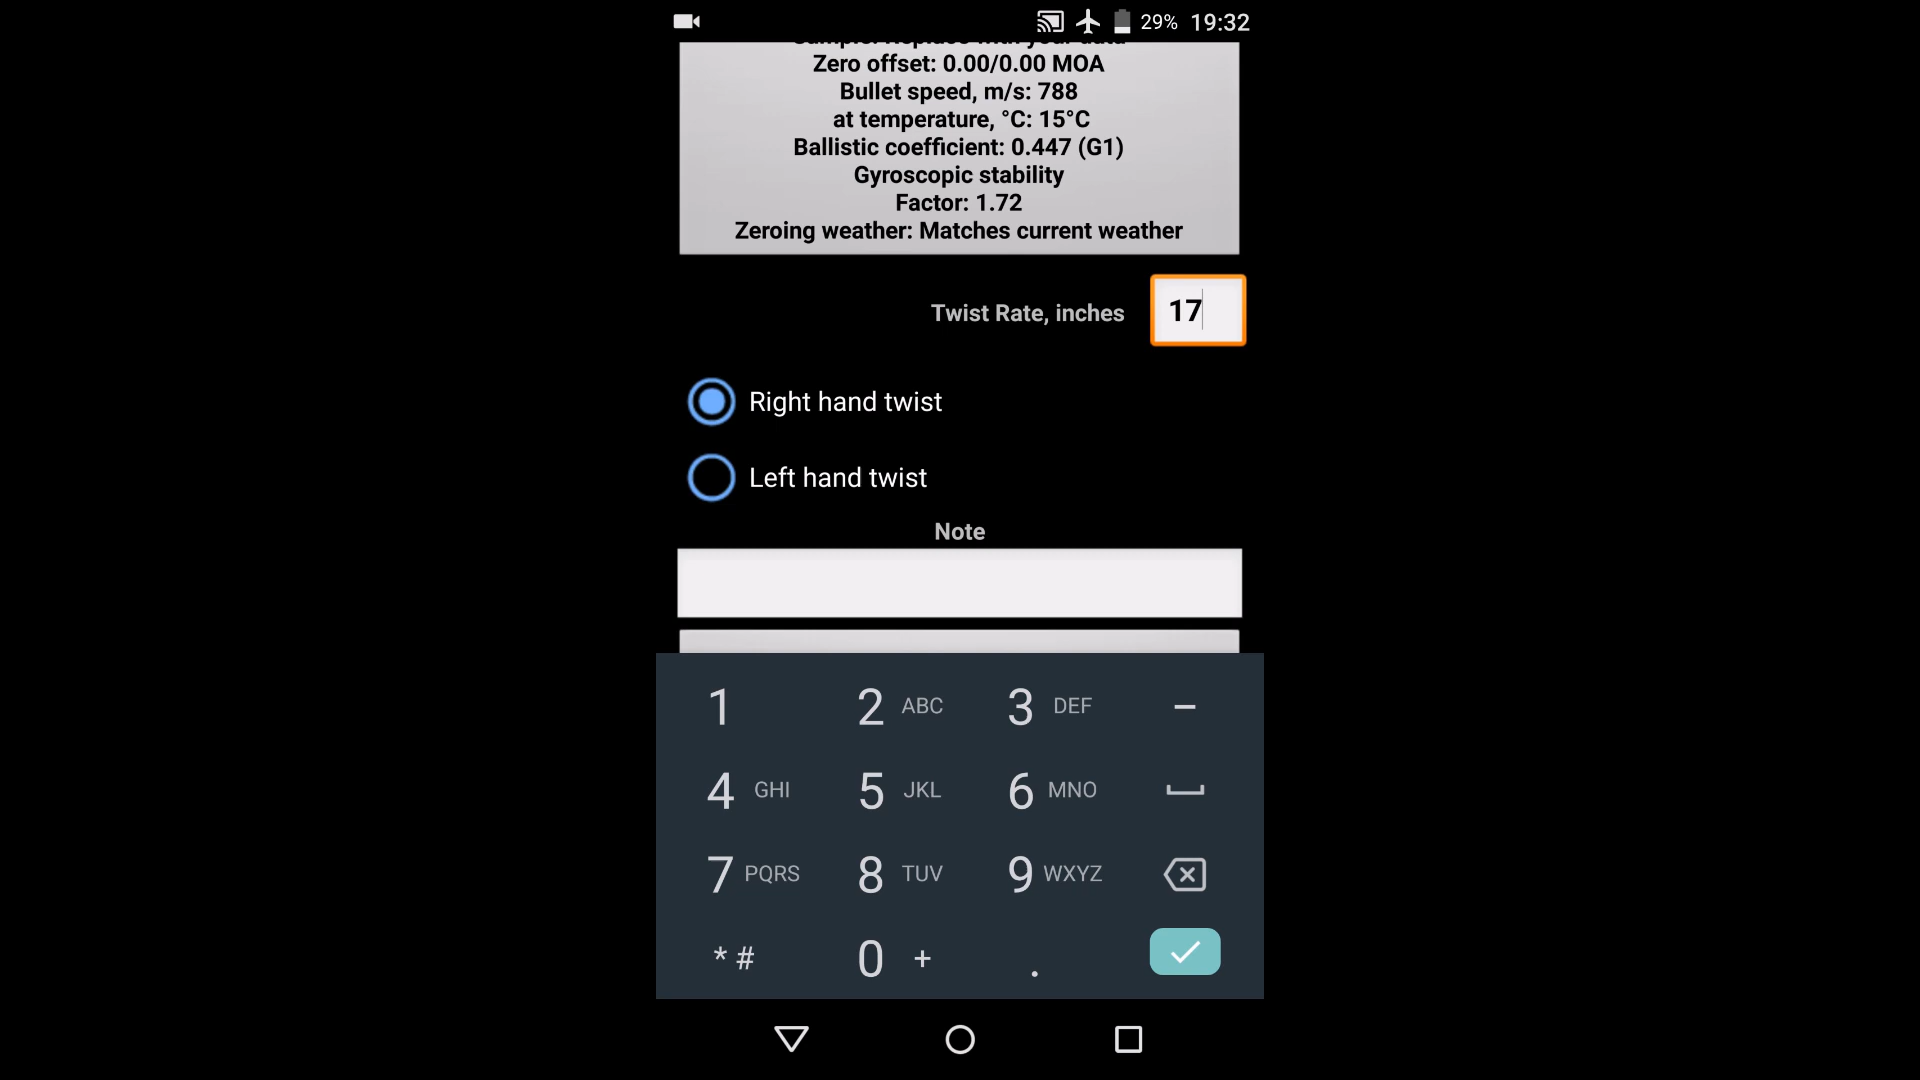 29% 19:32
Zero offset: 0.00/0.00 MOA
Bullet speed, m/s: 788
at temperature, °C: 15°C
Ballistic coefficient: 0.447 (G1)
Gyroscopic stability
Factor: 1.72
Zeroing weather: Matches current weather
Twist Rate, inches 17
Right hand twist
Left hand twist
Note
1 2 ABC 3 DEF –
4 GHI 5 JKL 6 MNO
7 PQRS 8 TUV 9 WXYZ
* # 0 + .